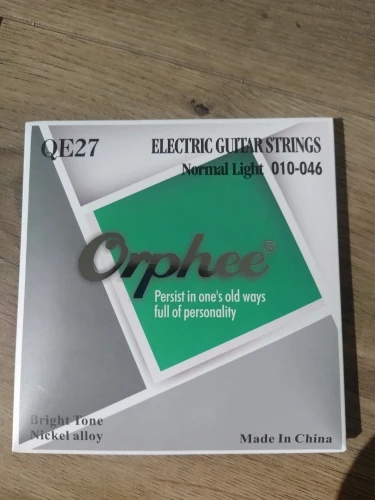 QE27
ELECTRIC GUITAR STRINGS
Normal Light 010-046
Orphee®
Persist in one's old ways
full of personality
Bright Tone
Nickel alloy
Made In China